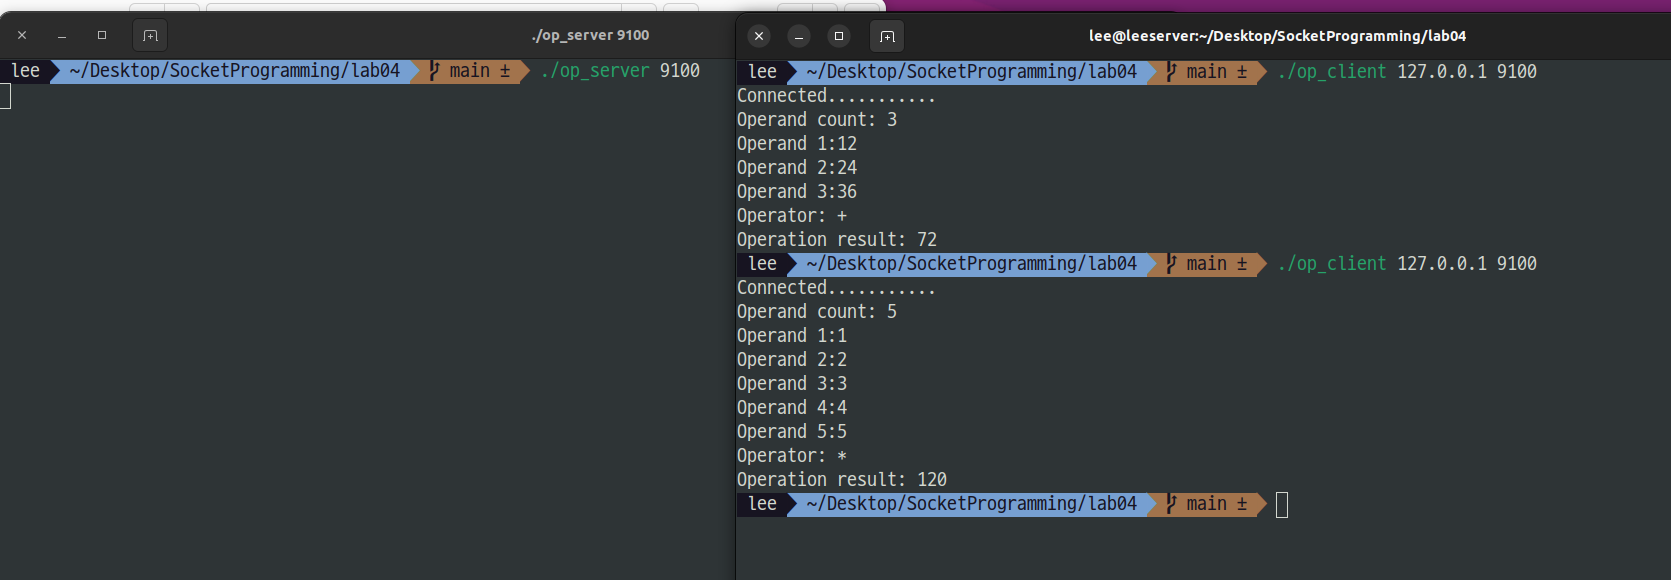 ./op_server 9100
lee ~/Desktop/SocketProgramming/lab04 main ± ./op_server 9100
lee@leeserver:~/Desktop/SocketProgramming/lab04
lee ~/Desktop/SocketProgramming/lab04 main ± ./op_client 127.0.0.1 9100
Connected...........
Operand count: 3
Operand 1:12
Operand 2:24
Operand 3:36
Operator: +
Operation result: 72
lee ~/Desktop/SocketProgramming/lab04 main ± ./op_client 127.0.0.1 9100
Connected...........
Operand count: 5
Operand 1:1
Operand 2:2
Operand 3:3
Operand 4:4
Operand 5:5
Operator: *
Operation result: 120
lee ~/Desktop/SocketProgramming/lab04 main ±